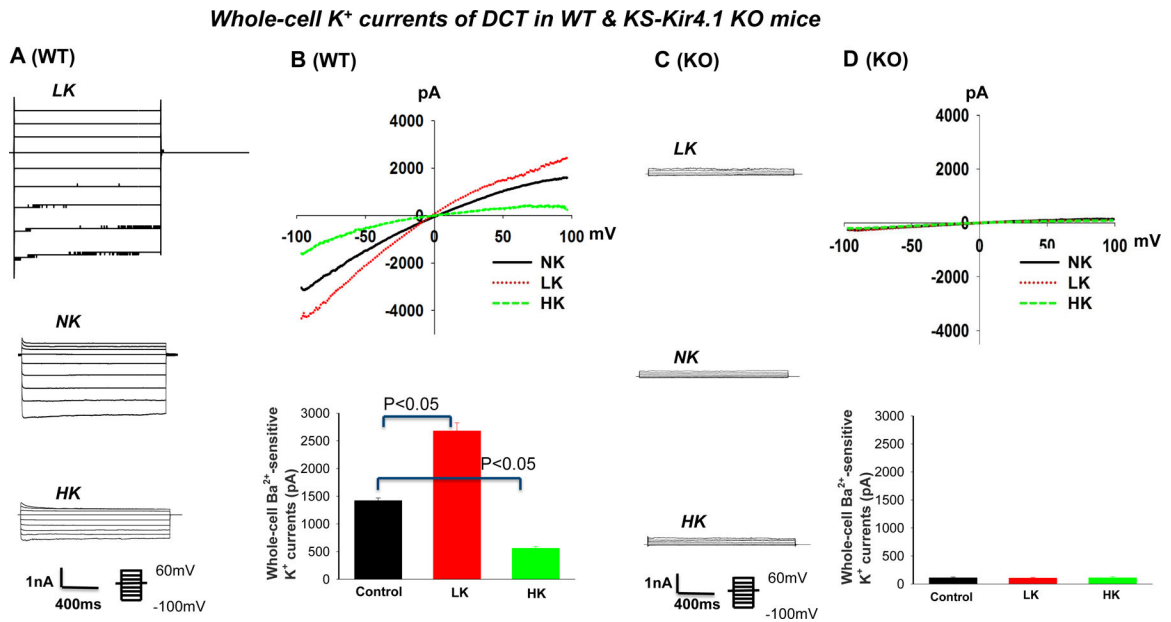 Whole-cell K⁺ currents of DCT in WT & KS-Kir4.1 KO mice
A (WT)
LK
NK
HK
1nA
400ms
60mV
-100mV
B (WT)
pA
4000
2000
0
-2000
-4000
-100
-50
0
50
100
mV
NK
LK
HK
Whole-cell Ba²⁺-sensitive
K⁺ currents (pA)
3000
2500
2000
1500
1000
500
0
P<0.05
P<0.05
Control
LK
HK
C (KO)
LK
NK
HK
1nA
400ms
60mV
-100mV
D (KO)
pA
4000
2000
0
-2000
-4000
-100
-50
0
50
100
mV
NK
LK
HK
Whole-cell Ba²⁺-sensitive
K⁺ currents (pA)
3000
2500
2000
1500
1000
500
0
Control
LK
HK